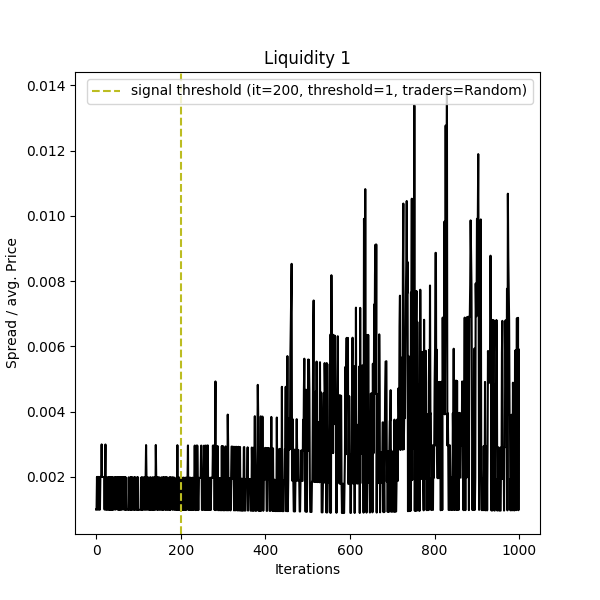 Liquidity 1
signal threshold (it=200, threshold=1, traders=Random)
0.014
0.012
0.010
0.008
0.006
0.004
0.002
Spread / avg. Price
0 200 400 600 800 1000
Iterations